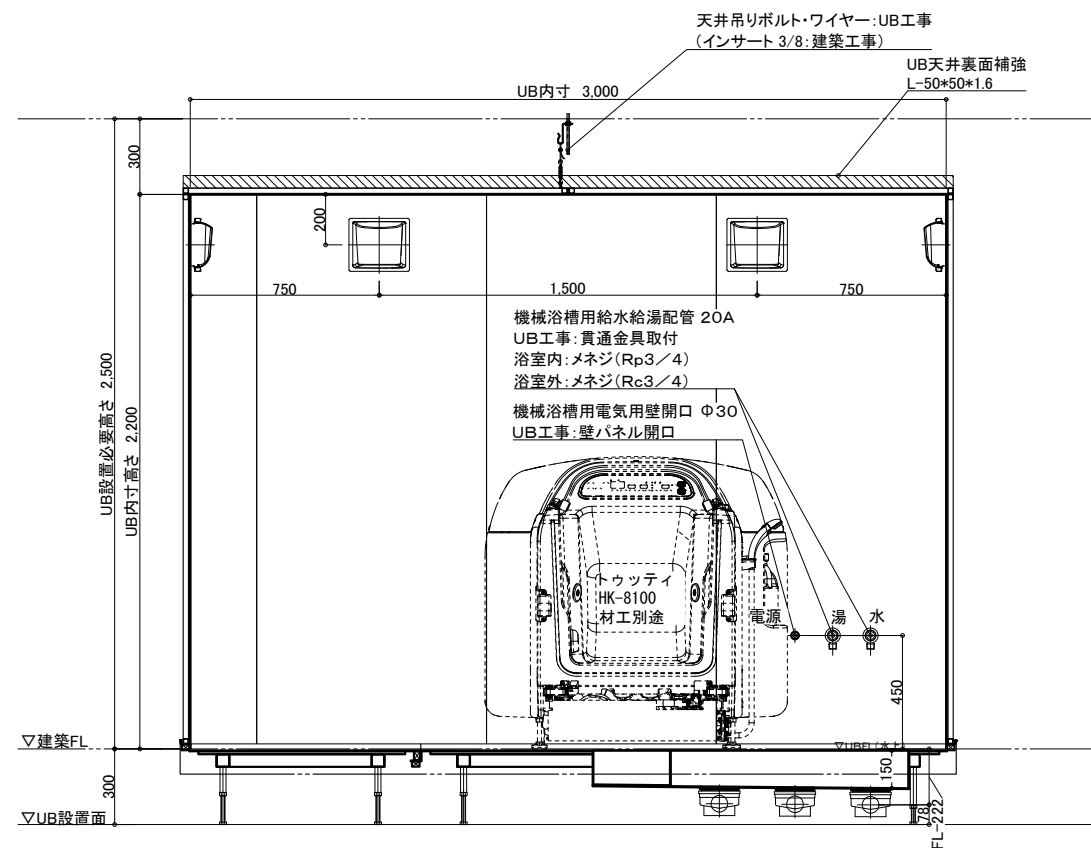 天井吊りボルト・ワイヤー:UB工事
(インサート 3/8:建築工事)
UB天井裏面補強
L-50*50*1.6
UB内寸 3,000
300
200
750
1,500
750
機械浴槽用給水給湯配管 20A
UB工事:貫通金具取付
浴室内:メネジ(Rp3/4)
浴室外:メネジ(Rc3/4)
機械浴槽用電気用壁開口 Φ30
UB工事:壁パネル開口
UB設置必要高さ 2,500
UB内寸高さ 2,200
トゥッティ
HK-8100
材工別途
電源
湯
水
450
▽建築FL
▽UBFL(水上)
150
300
78
FL-222
▽UB設置面